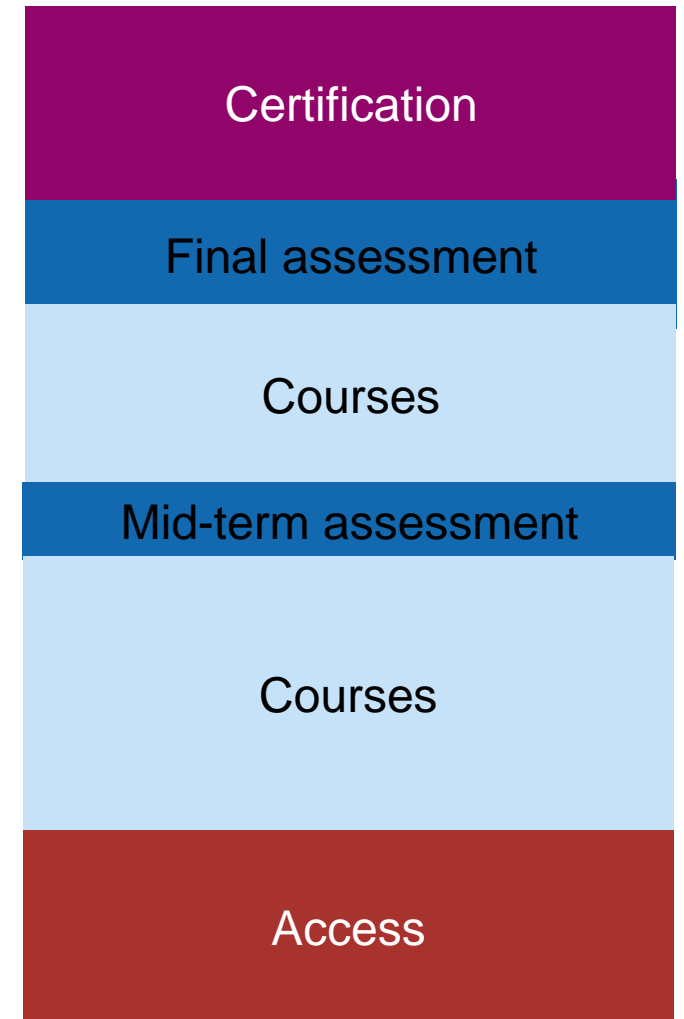 Certification
Final assessment
Courses
Mid-term assessment
Courses
Access